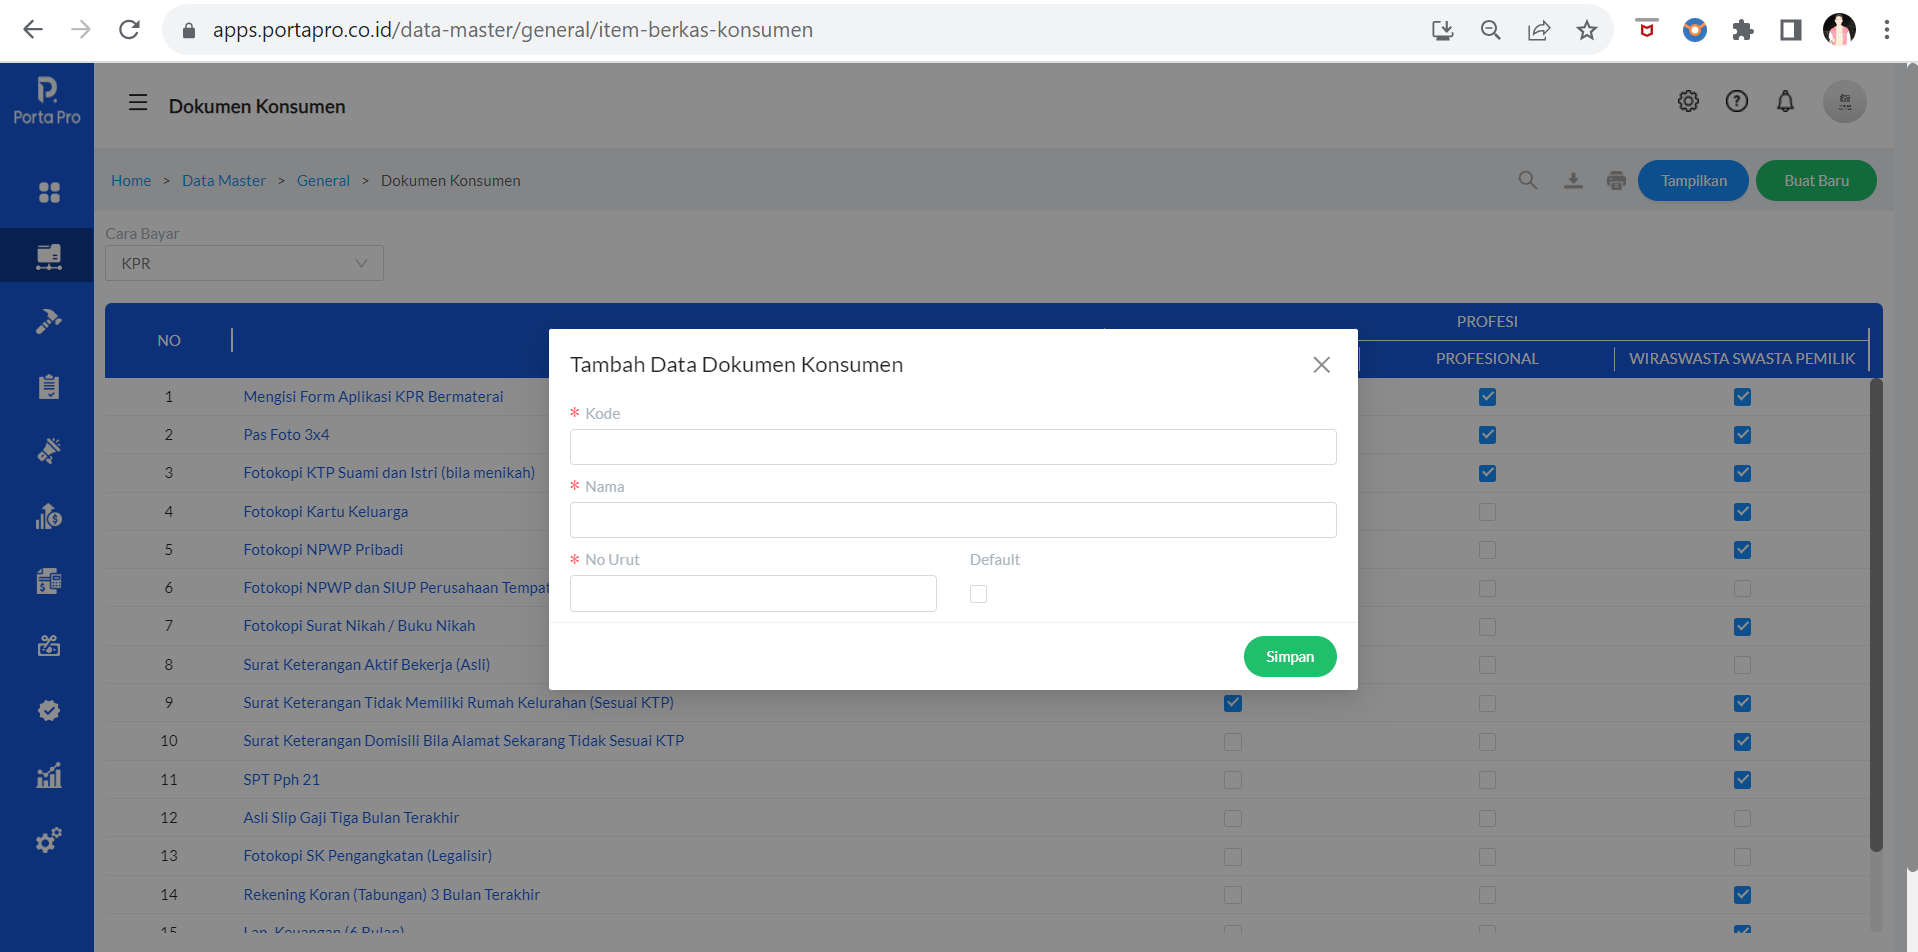 apps.portapro.co.id/data-master/general/item-berkas-konsumen
Porta Pro
Dokumen Konsumen
Home > Data Master > General > Dokumen Konsumen
Tampilkan
Buat Baru
Cara Bayar
KPR
NO
PROFESI
PROFESIONAL
WIRASWASTA SWASTA PEMILIK
1 Mengisi Form Aplikasi KPR Bermaterai
2 Pas Foto 3x4
3 Fotokopi KTP Suami dan Istri (bila menikah)
4 Fotokopi Kartu Keluarga
5 Fotokopi NPWP Pribadi
6 Fotokopi NPWP dan SIUP Perusahaan Tempat
7 Fotokopi Surat Nikah / Buku Nikah
8 Surat Keterangan Aktif Bekerja (Asli)
9 Surat Keterangan Tidak Memiliki Rumah Kelurahan (Sesuai KTP)
10 Surat Keterangan Domisili Bila Alamat Sekarang Tidak Sesuai KTP
11 SPT Pph 21
12 Asli Slip Gaji Tiga Bulan Terakhir
13 Fotokopi SK Pengangkatan (Legalisir)
14 Rekening Koran (Tabungan) 3 Bulan Terakhir
15 Lap. Keuangan (6 Bulan)
Tambah Data Dokumen Konsumen
* Kode
* Nama
* No Urut
Default
Simpan